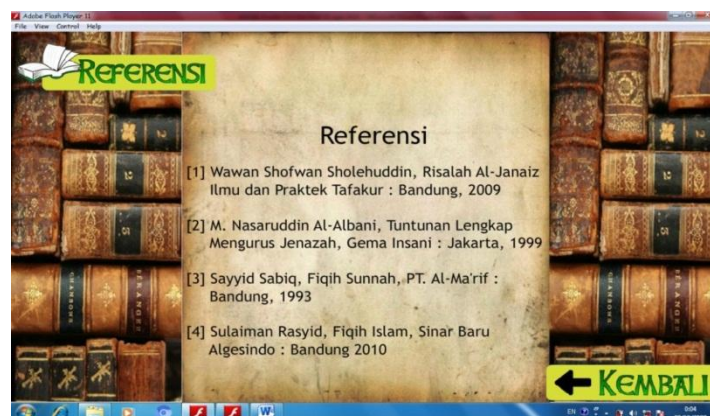 Adobe Flash Player 11
File View Control Help
REFERENSI
Referensi
[1] Wawan Shofwan Sholehuddin, Risalah Al-Janaiz
Ilmu dan Praktek Tafakur : Bandung, 2009
[2] M. Nasaruddin Al-Albani, Tuntunan Lengkap
Mengurus Jenazah, Gema Insani : Jakarta, 1999
[3] Sayyid Sabiq, Fiqih Sunnah, PT. Al-Ma'rif :
Bandung, 1993
[4] Sulaiman Rasyid, Fiqih Islam, Sinar Baru
Algesindo : Bandung 2010
KEMBALI
EN
0:04